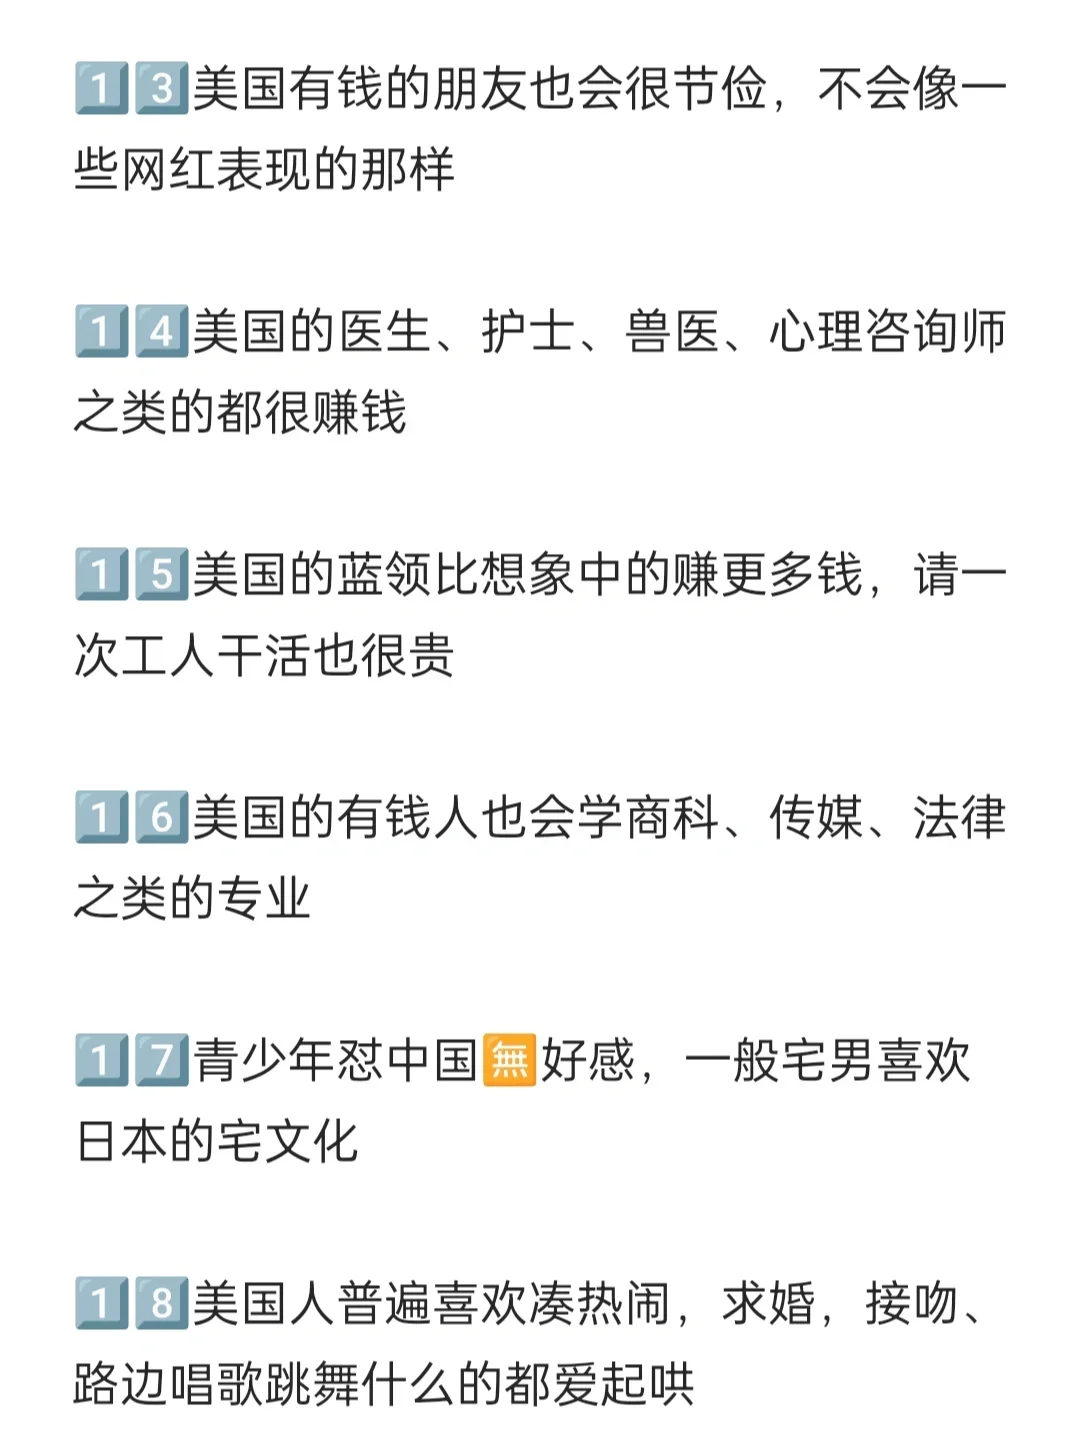 1️⃣3️⃣美国有钱的朋友也会很节俭，不会像一
些网红表现的那样
1️⃣4️⃣美国的医生、护士、兽医、心理咨询师
之类的都很赚钱
1️⃣5️⃣美国的蓝领比想象中的赚更多钱，请一
次工人干活也很贵
1️⃣6️⃣美国的有钱人也会学商科、传媒、法律
之类的专业
1️⃣7️⃣青少年怼中国🈚好感，一般宅男喜欢
日本的宅文化
1️⃣8️⃣美国人普遍喜欢凑热闹，求婚，接吻、
路边唱歌跳舞什么的都爱起哄